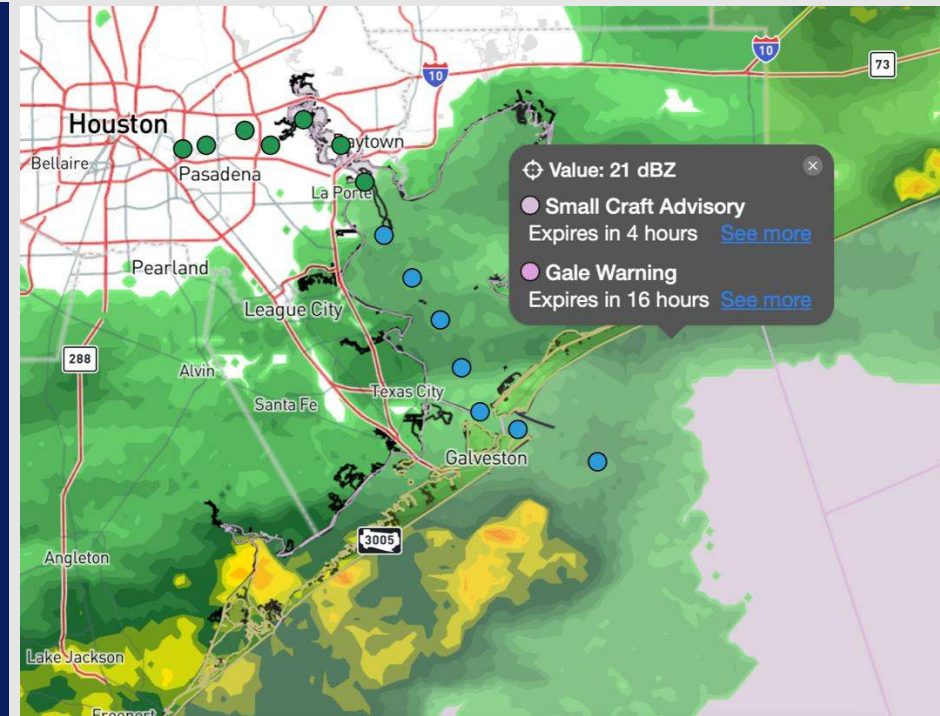 10
73
10
Houston
Baytown
Bellaire
Pasadena
La Porte
Value: 21 dBZ
Small Craft Advisory
Expires in 4 hours See more
Gale Warning
Expires in 16 hours See more
Pearland
League City
288
Alvin
Texas City
Santa Fe
Galveston
3005
Angleton
Lake Jackson
Freeport